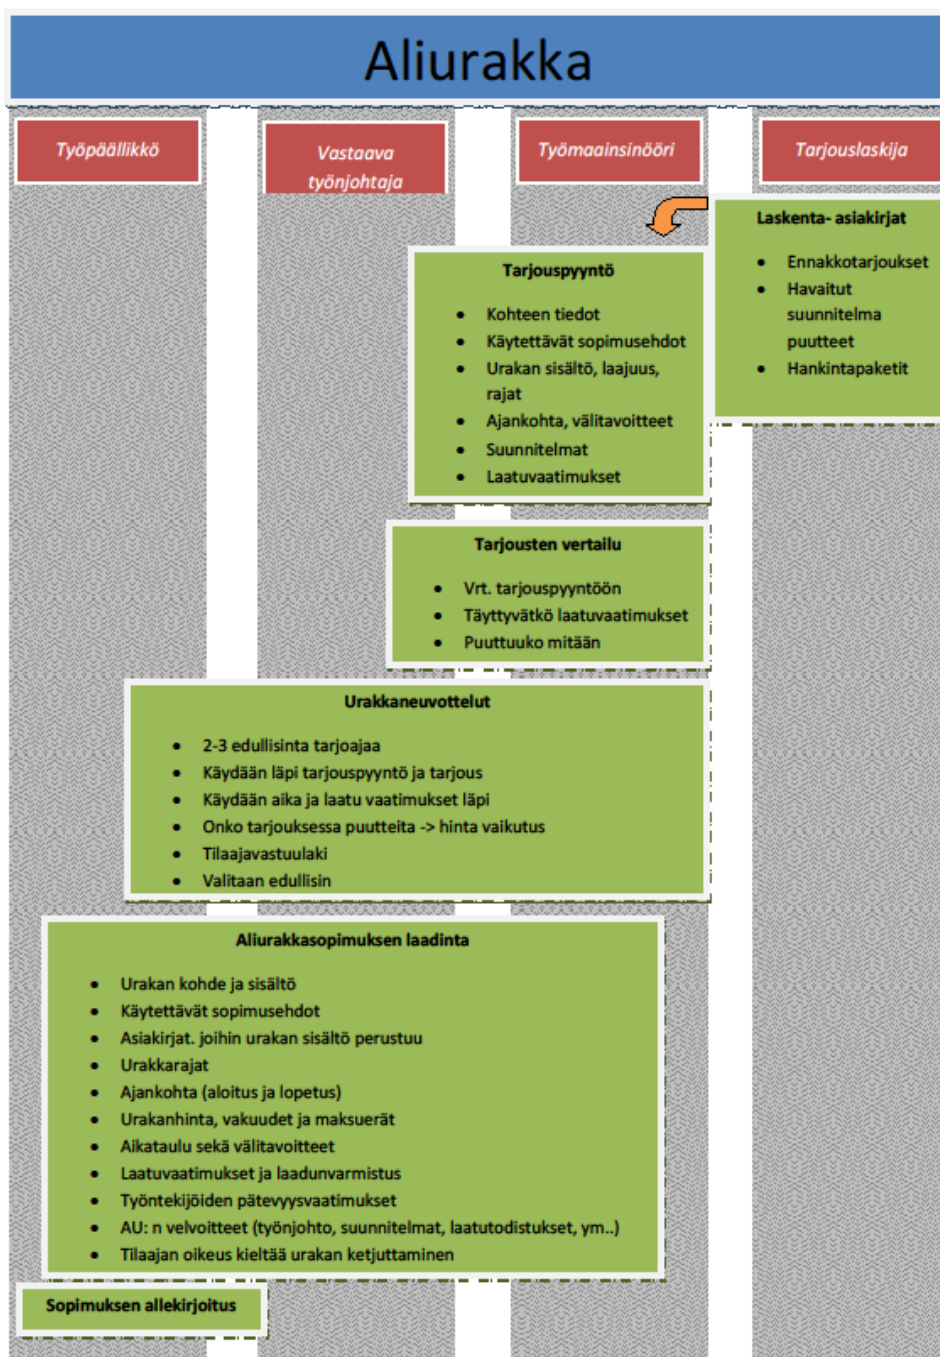 Aliurakka
Työpäällikkö
Vastaava
työnjohtaja
Työmaainsinööri
Tarjouslaskija
Laskenta- asiakirjat
• Ennakkotarjoukset
• Havaitut
suunnitelma
puutteet
• Hankintapaketit
Tarjouspyyntö
• Kohteen tiedot
• Käytettävät sopimusehdot
• Urakan sisältö, laajuus,
rajat
• Ajankohta, välitavoitteet
• Suunnitelmat
• Laatuvaatimukset
Tarjousten vertailu
• Vrt. tarjouspyyntöön
• Täyttyvätkö laatuvaatimukset
• Puuttuuko mitään
Urakkaneuvottelut
• 2-3 edullisinta tarjoajaa
• Käydään läpi tarjouspyyntö ja tarjous
• Käydään aika ja laatu vaatimukset läpi
• Onko tarjouksessa puutteita -> hinta vaikutus
• Tilaajavastuulaki
• Valitaan edullisin
Aliurakkasopimuksen laadinta
• Urakan kohde ja sisältö
• Käytettävät sopimusehdot
• Asiakirjat. joihin urakan sisältö perustuu
• Urakkarajat
• Ajankohta (aloitus ja lopetus)
• Urakanhinta, vakuudet ja maksuerät
• Aikataulu sekä välitavoitteet
• Laatuvaatimukset ja laadunvarmistus
• Työntekijöiden pätevyysvaatimukset
• AU: n velvoitteet (työnjohto, suunnitelmat, laatutodistukset, ym..)
• Tilaajan oikeus kieltää urakan ketjuttaminen
Sopimuksen allekirjoitus